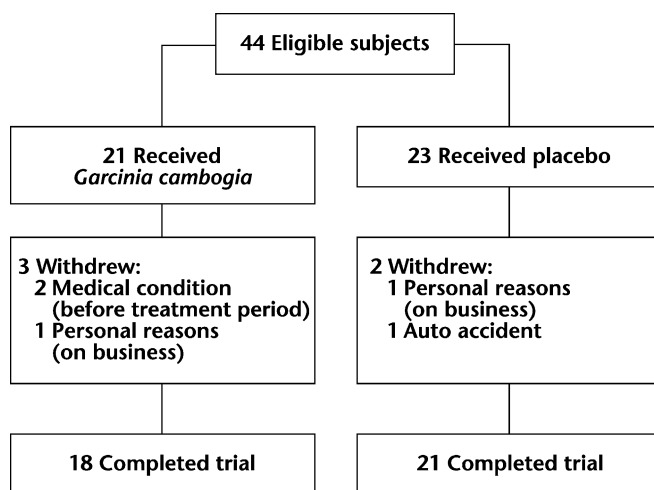 44 Eligible subjects
21 Received
Garcinia cambogia
23 Received placebo
3 Withdrew:
2 Medical condition
(before treatment period)
1 Personal reasons
(on business)
2 Withdrew:
1 Personal reasons
(on business)
1 Auto accident
18 Completed trial
21 Completed trial